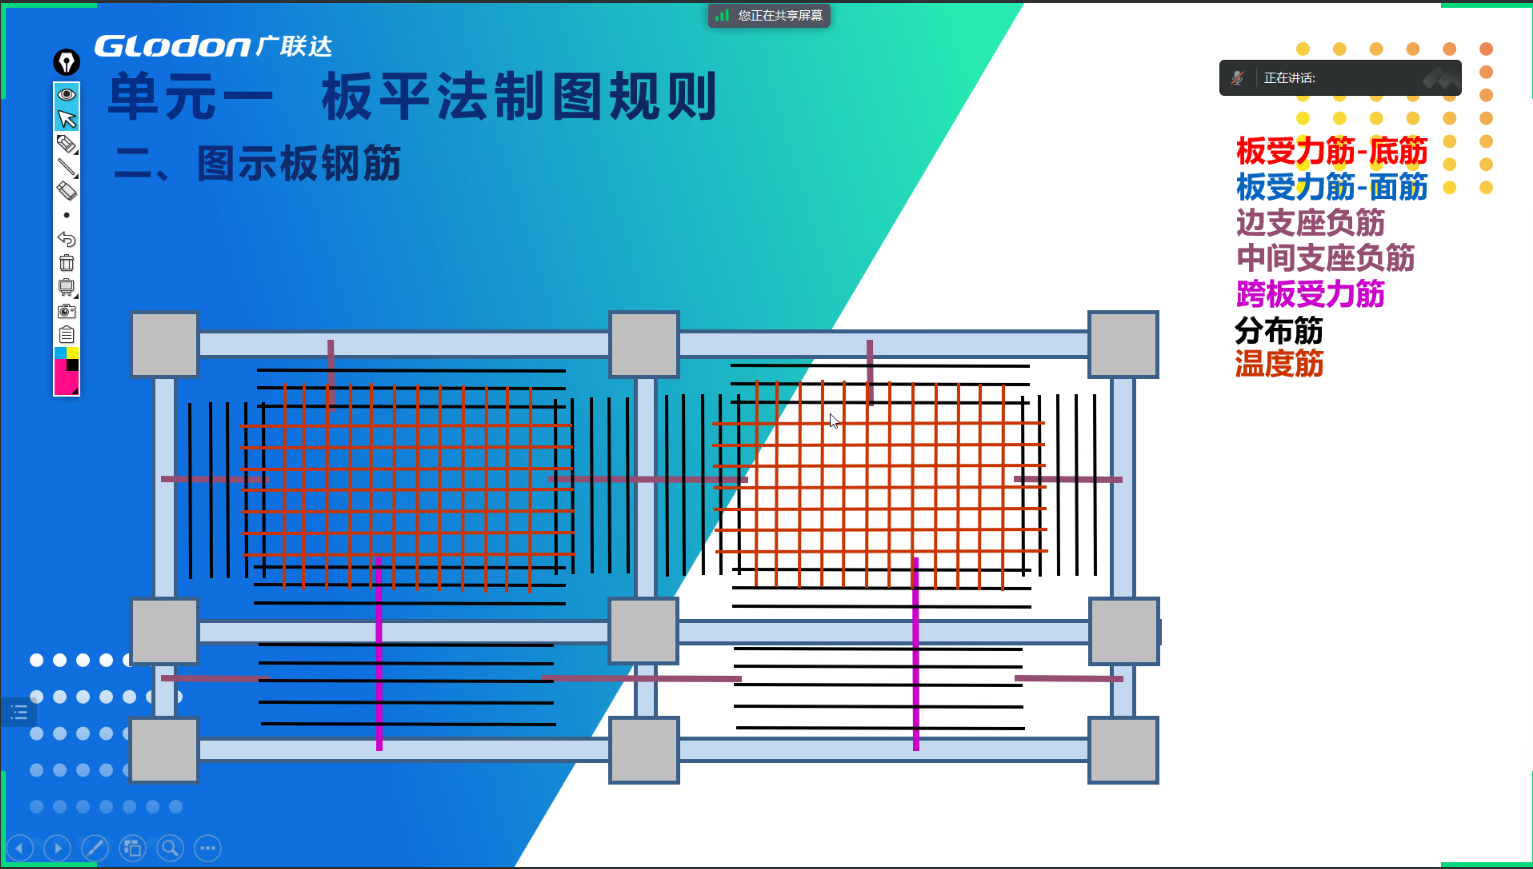 您正在共享屏幕
GLodon广联达
单元一 板平法制图规则
二、图示板钢筋
正在讲话:
板受力筋-底筋
板受力筋-面筋
边支座负筋
中间支座负筋
跨板受力筋
分布筋
温度筋